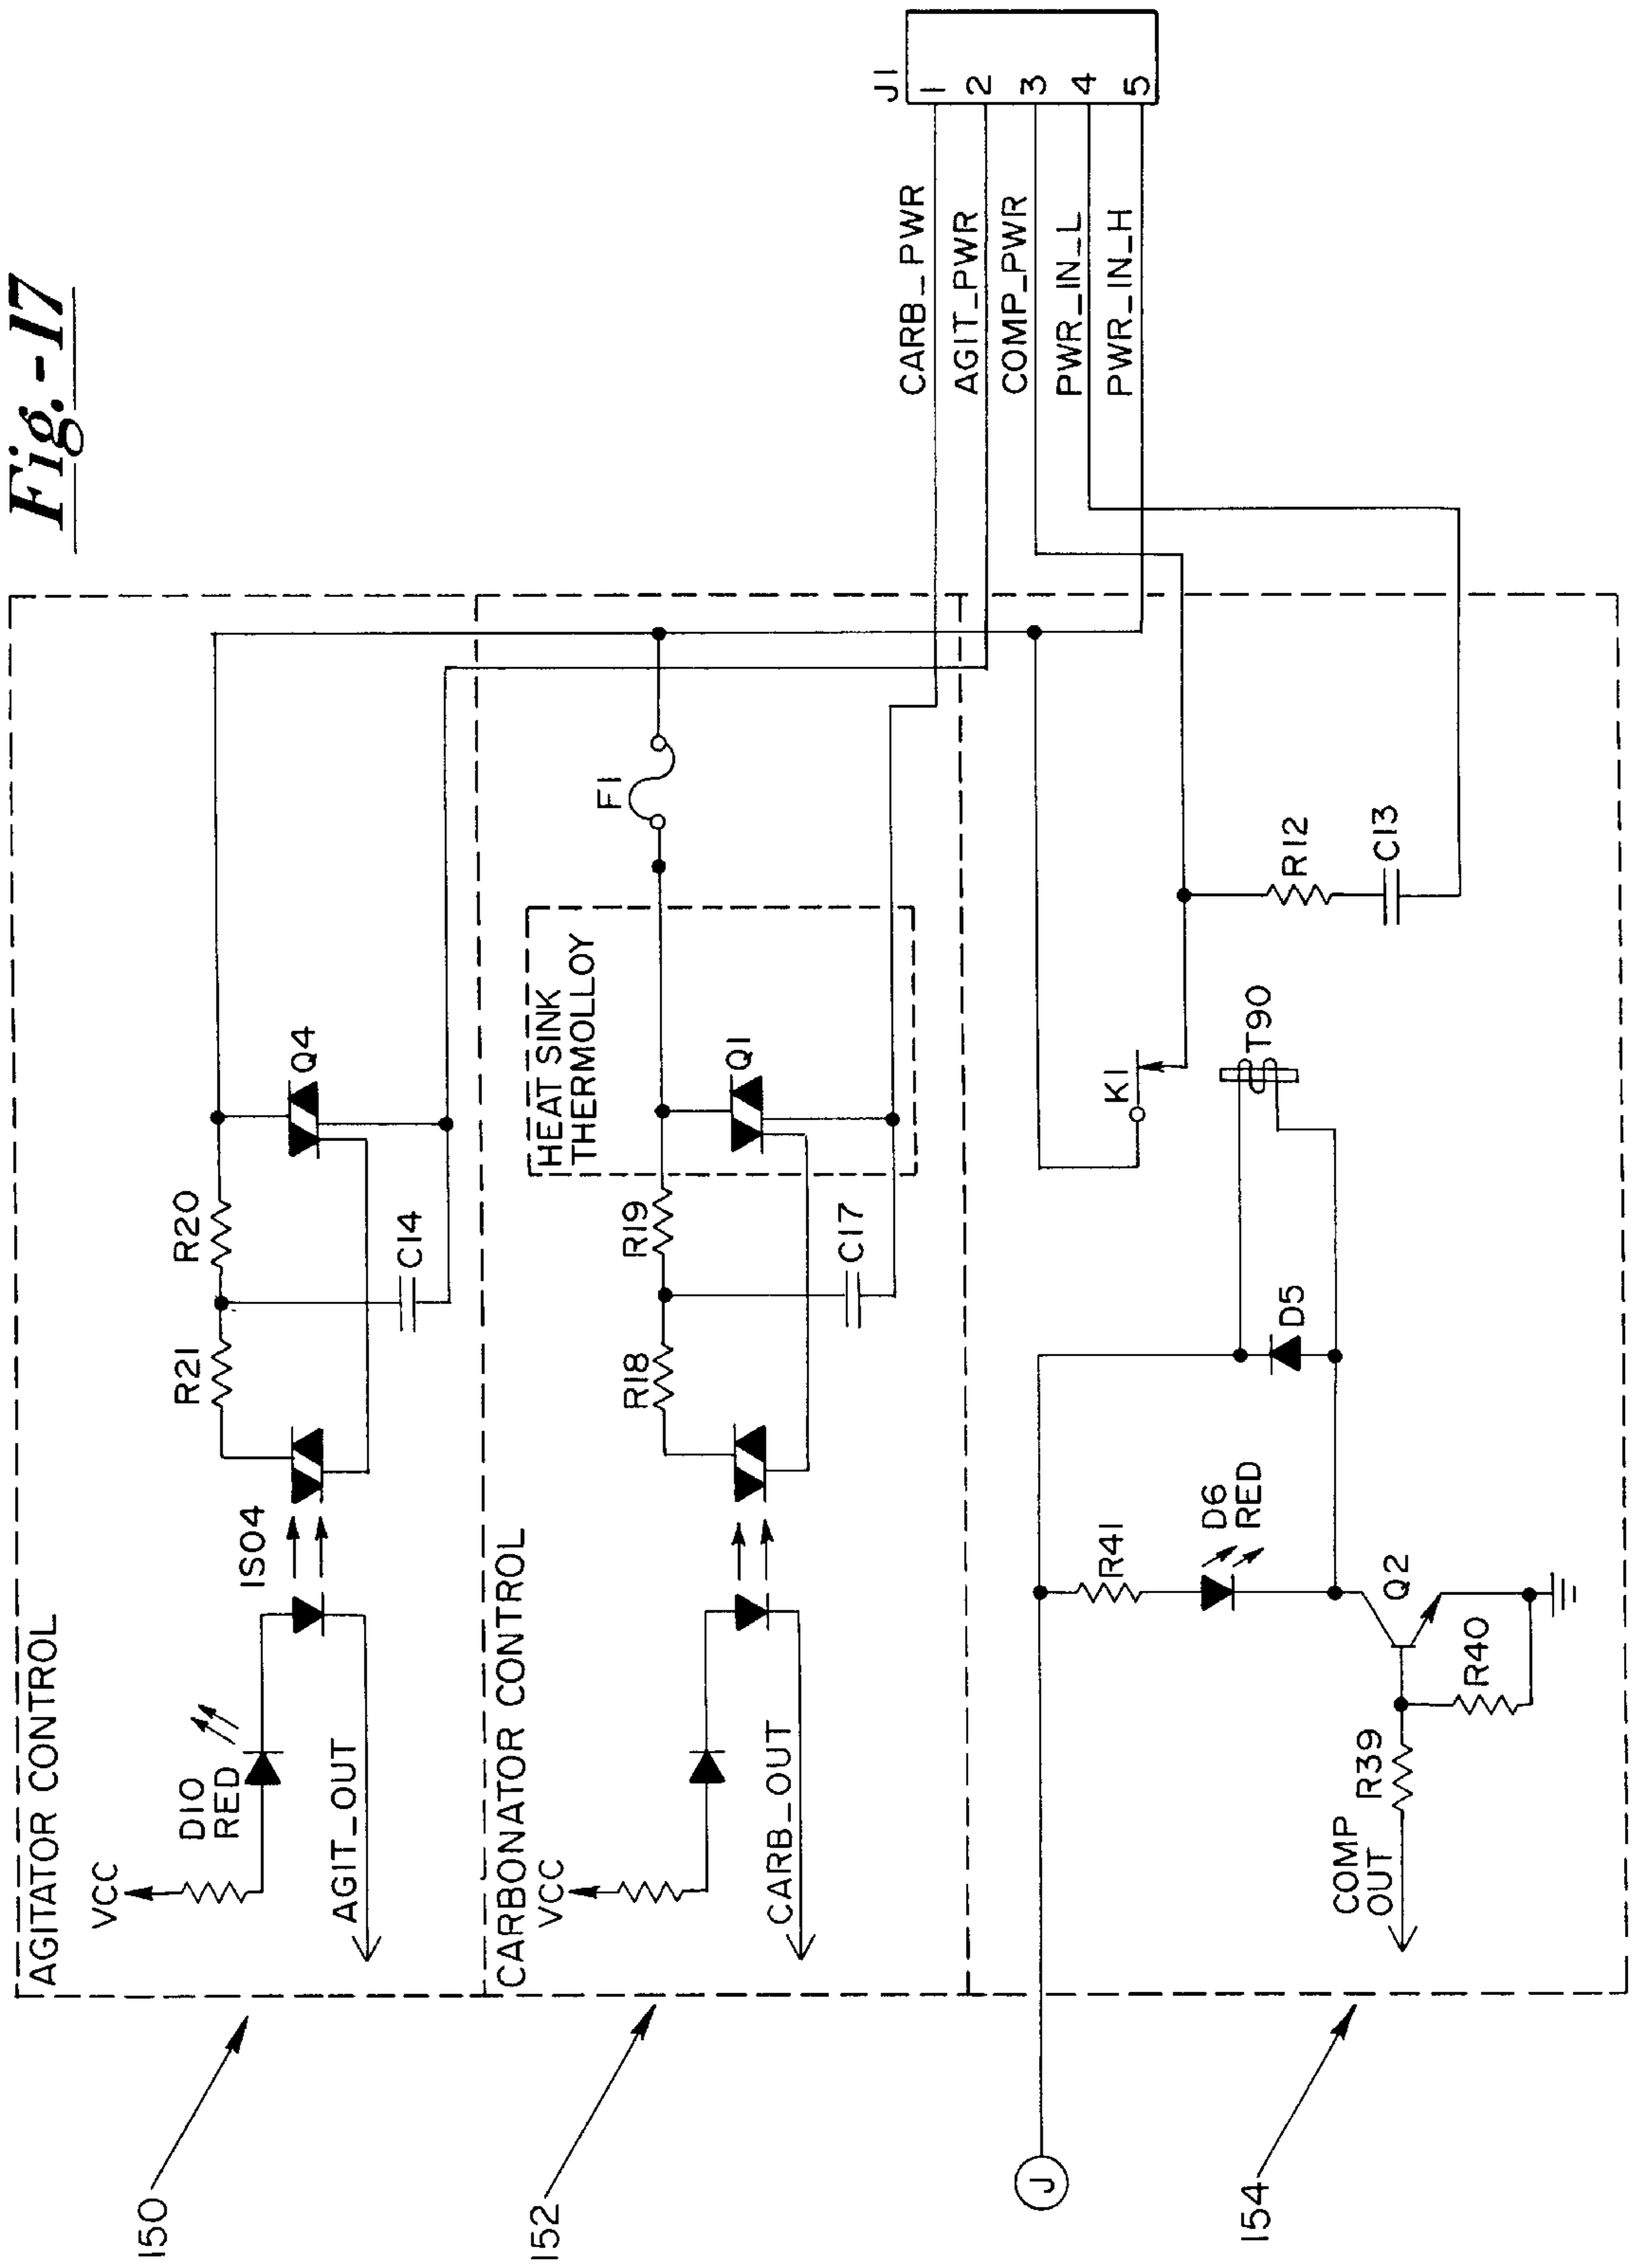 Fig.-17
AGITATOR CONTROL
VCC
D10
RED
AGIT_OUT
ISO4
R21
R20
C14
Q4
150
CARBONATOR CONTROL
VCC
CARB_OUT
R18
R19
C17
HEAT SINK
THERMOLLOY
Q1
F1
152
J
COMP
OUT
R39
R40
Q2
R41
D6
RED
D5
T90
K1
R12
C13
154
J1
CARB_PWR 1
AGIT_PWR 2
COMP_PWR 3
PWR_IN_L 4
PWR_IN_H 5